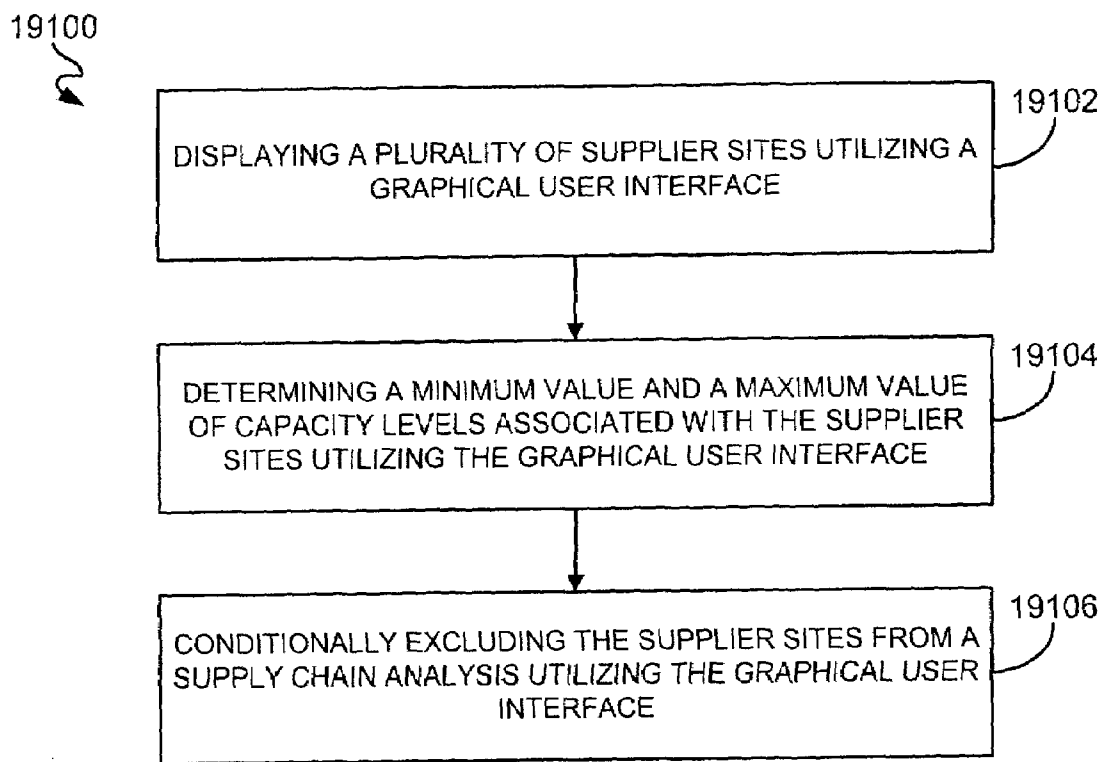 19100
19102
DISPLAYING A PLURALITY OF SUPPLIER SITES UTILIZING A
GRAPHICAL USER INTERFACE
19104
DETERMINING A MINIMUM VALUE AND A MAXIMUM VALUE
OF CAPACITY LEVELS ASSOCIATED WITH THE SUPPLIER
SITES UTILIZING THE GRAPHICAL USER INTERFACE
19106
CONDITIONALLY EXCLUDING THE SUPPLIER SITES FROM A
SUPPLY CHAIN ANALYSIS UTILIZING THE GRAPHICAL USER
INTERFACE